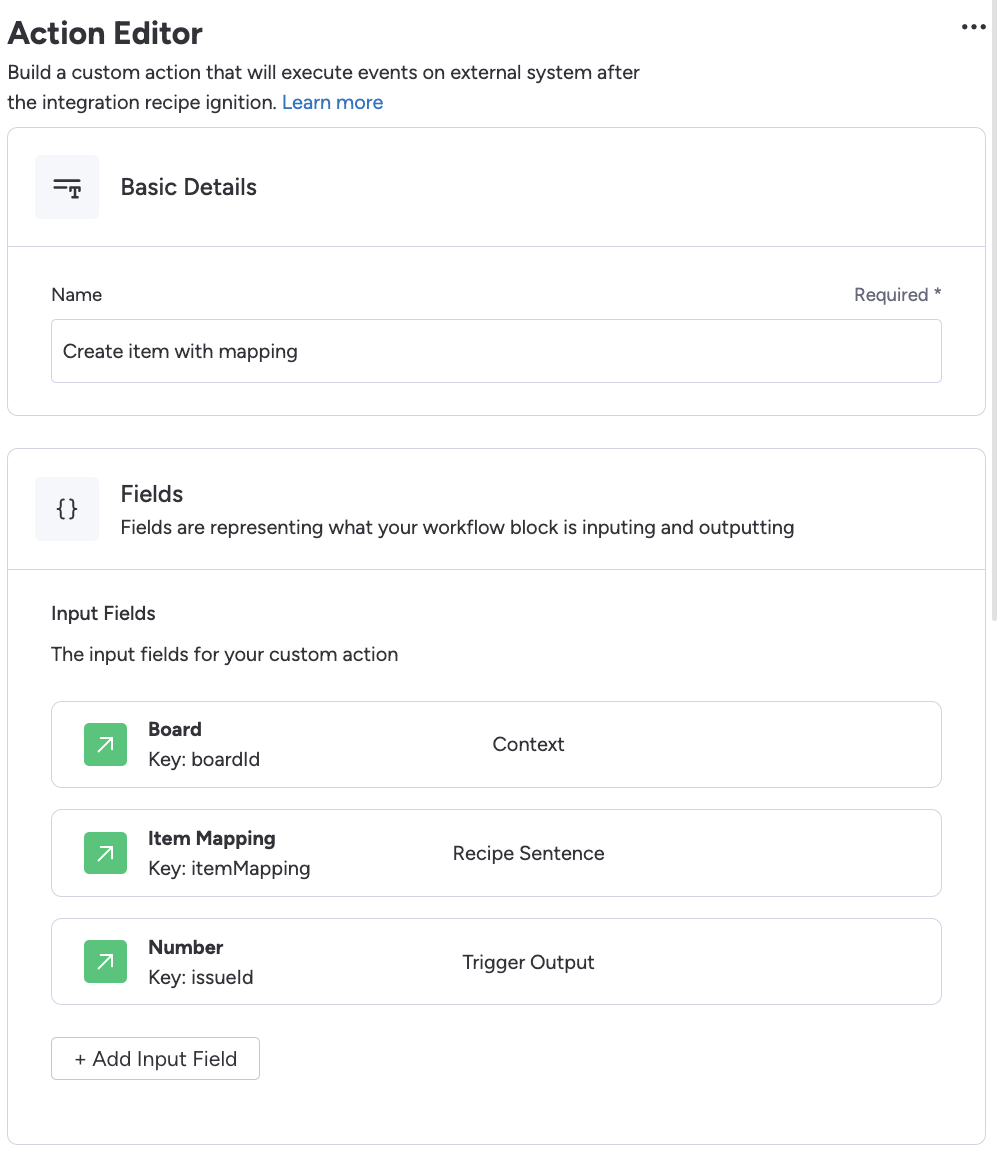 Action Editor
Build a custom action that will execute events on external system after
the integration recipe ignition. Learn more
Basic Details
Name
Required *
Create item with mapping
{}
Fields
Fields are representing what your workflow block is inputing and outputting
Input Fields
The input fields for your custom action
Board
Key: boardId
Context
Item Mapping
Key: itemMapping
Recipe Sentence
Number
Key: issueId
Trigger Output
+ Add Input Field